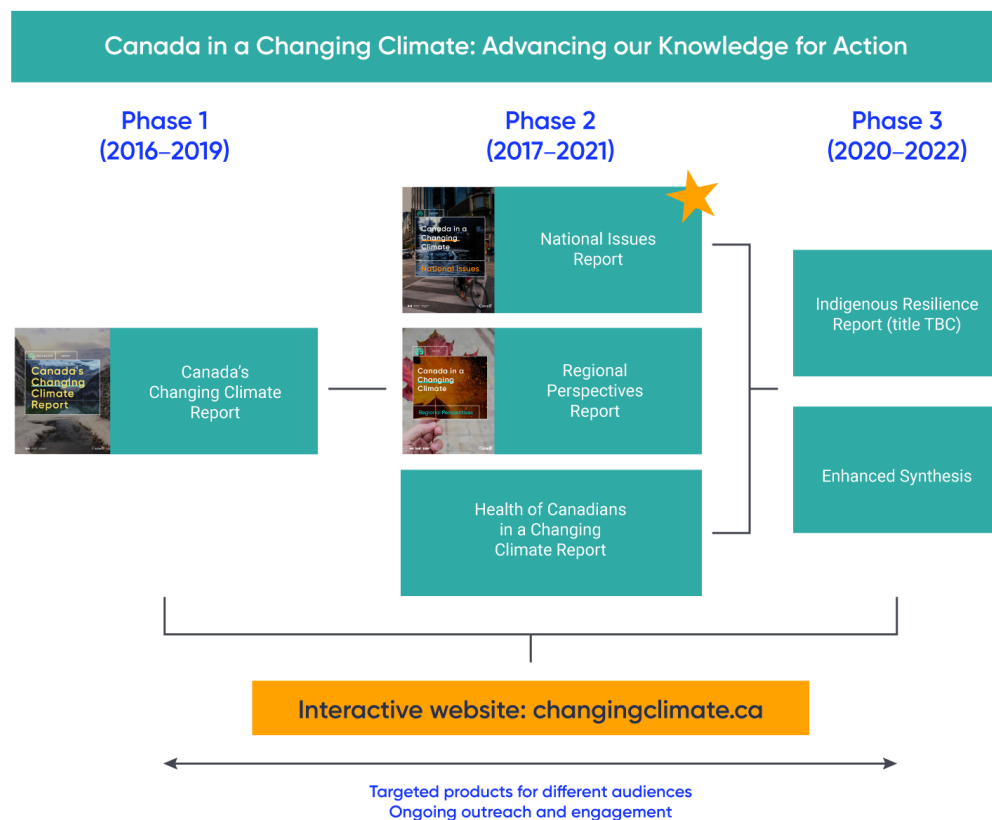 Canada in a Changing Climate: Advancing our Knowledge for Action
Phase 1
(2016–2019)
Phase 2
(2017–2021)
Phase 3
(2020–2022)
Canada's
Changing
Climate
Report
Canada's
Changing Climate
Report
Canada in a
Changing
Climate
National Issues
Canada
National Issues
Report
Canada in a
Changing
Climate
Regional Perspectives
Canada
Regional
Perspectives
Report
Health of Canadians
in a Changing
Climate Report
Indigenous Resilience
Report (title TBC)
Enhanced Synthesis
Interactive website: changingclimate.ca
Targeted products for different audiences
Ongoing outreach and engagement